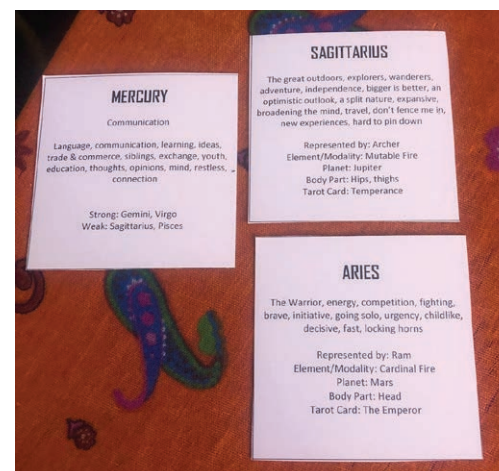 MERCURY
Communication
Language, communication, learning, ideas,
trade & commerce, siblings, exchange, youth,
education, thoughts, opinions, mind, restless,
connection
Strong: Gemini, Virgo
Weak: Sagittarius, Pisces
SAGITTARIUS
The great outdoors, explorers, wanderers,
adventure, independence, bigger is better, an
optimistic outlook, a split nature, expansive,
broadening the mind, travel, don't fence me in,
new experiences, hard to pin down
Represented by: Archer
Element/Modality: Mutable Fire
Planet: Jupiter
Body Part: Hips, thighs
Tarot Card: Temperance
ARIES
The Warrior, energy, competition, fighting,
brave, initiative, going solo, urgency, childlike,
decisive, fast, locking horns
Represented by: Ram
Element/Modality: Cardinal Fire
Planet: Mars
Body Part: Head
Tarot Card: The Emperor